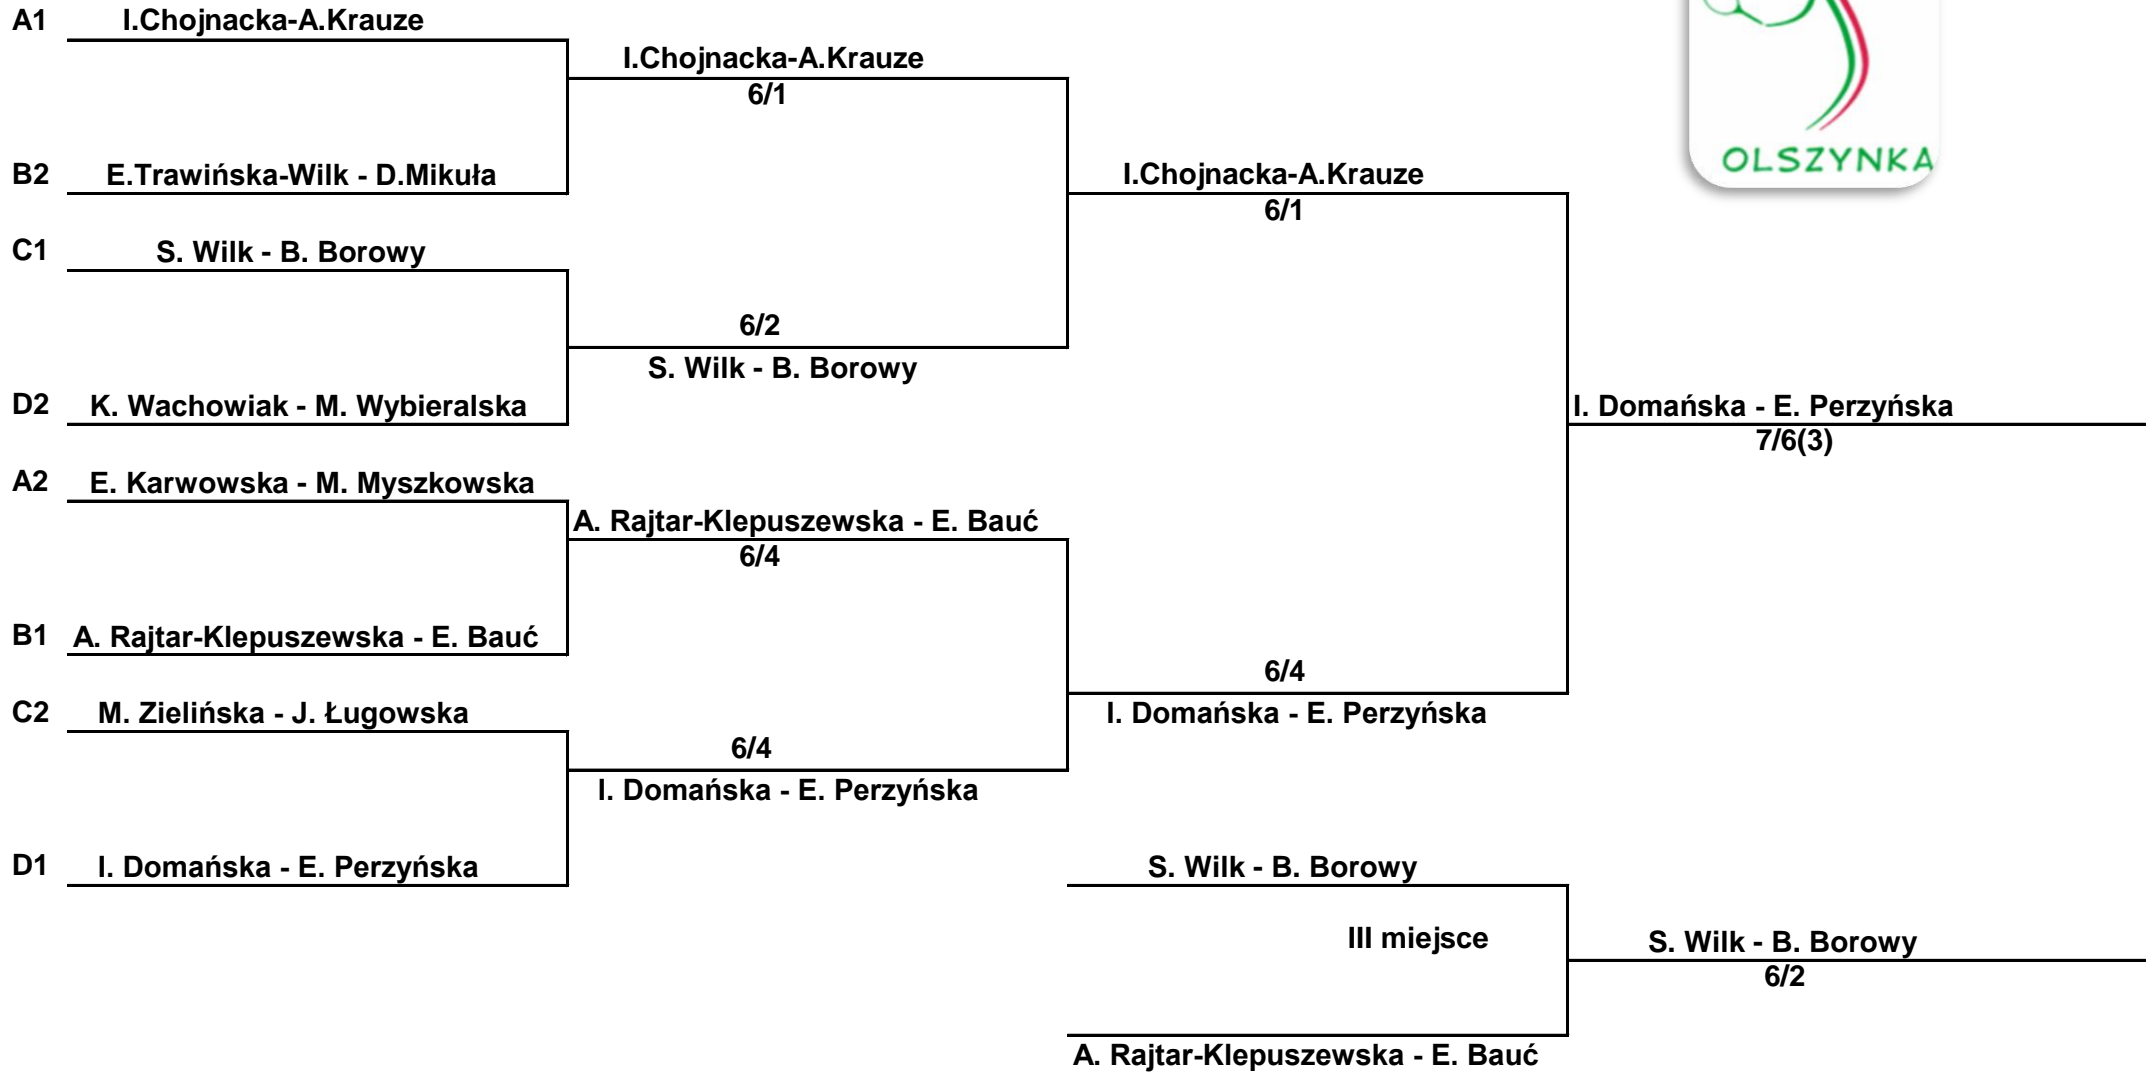 A1 I.Chojnacka-A.Krauze
I.Chojnacka-A.Krauze
6/1
OLSZYNKA
B2 E.Trawińska-Wilk - D.Mikuła
I.Chojnacka-A.Krauze
6/1
C1 S. Wilk - B. Borowy
6/2
S. Wilk - B. Borowy
D2 K. Wachowiak - M. Wybieralska
I. Domańska - E. Perzyńska
7/6(3)
A2 E. Karwowska - M. Myszkowska
A. Rajtar-Klepuszewska - E. Bauć
6/4
B1 A. Rajtar-Klepuszewska - E. Bauć
6/4
I. Domańska - E. Perzyńska
C2 M. Zielińska - J. Ługowska
6/4
I. Domańska - E. Perzyńska
D1 I. Domańska - E. Perzyńska
S. Wilk - B. Borowy
III miejsce
S. Wilk - B. Borowy
6/2
A. Rajtar-Klepuszewska - E. Bauć